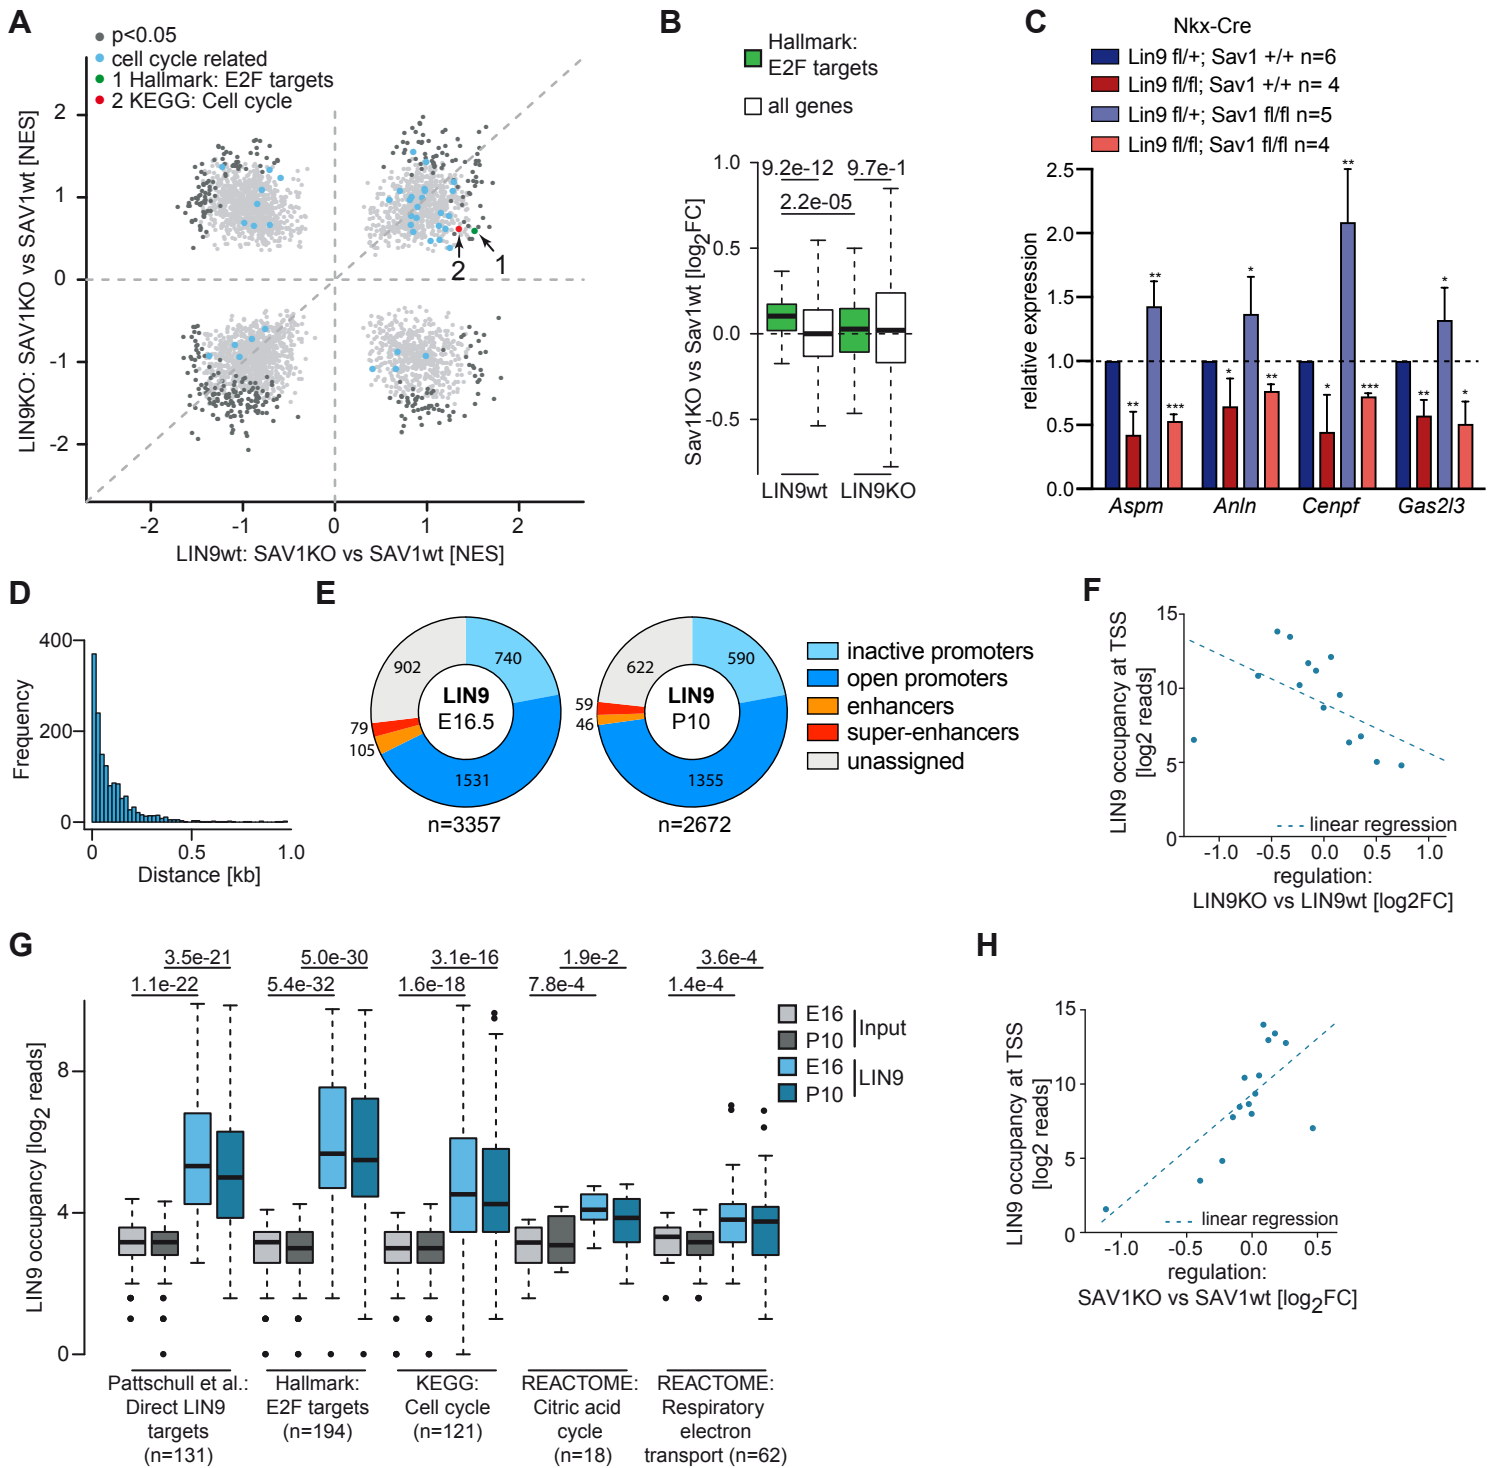 A
p<0.05
cell cycle related
1 Hallmark: E2F targets
2 KEGG: Cell cycle
LIN9KO: SAV1KO vs SAV1wt [NES]
2
1
0
-1
-2
2
1
-2
-1
0
1
2
LIN9wt: SAV1KO vs SAV1wt [NES]
B
Hallmark:
E2F targets
all genes
Sav1KO vs Sav1wt [log2FC]
1.0
0.5
0.0
-0.5
9.2e-12
9.7e-1
2.2e-05
LIN9wt
LIN9KO
C
Nkx-Cre
Lin9 fl/+; Sav1 +/+ n=6
Lin9 fl/fl; Sav1 +/+ n= 4
Lin9 fl/+; Sav1 fl/fl n=5
Lin9 fl/fl; Sav1 fl/fl n=4
relative expression
2.5
2.0
1.5
1.0
0.5
0.0
** ** ***
* * **
* ** ***
** * *
Aspm
Anln
Cenpf
Gas2l3
D
Frequency
400
200
0
0
0.5
1.0
Distance [kb]
E
902
740
79
105
1531
LIN9
E16.5
n=3357
622
590
59
46
1355
LIN9
P10
n=2672
inactive promoters
open promoters
enhancers
super-enhancers
unassigned
F
LIN9 occupancy at TSS
[log2 reads]
15
10
5
0
linear regression
-1.0
-0.5
0.0
0.5
1.0
regulation:
LIN9KO vs LIN9wt [log2FC]
G
LIN9 occupancy [log2 reads]
8
4
0
3.5e-21
1.1e-22
5.0e-30
5.4e-32
3.1e-16
1.6e-18
1.9e-2
7.8e-4
3.6e-4
1.4e-4
E16
P10
Input
E16
P10
LIN9
Pattschull et al.:
Direct LIN9
targets
(n=131)
Hallmark:
E2F targets
(n=194)
KEGG:
Cell cycle
(n=121)
REACTOME:
Citric acid
cycle
(n=18)
REACTOME:
Respiratory
electron
transport (n=62)
H
LIN9 occupancy at TSS
[log2 reads]
15
10
5
0
linear regression
-1.0
-0.5
0.0
0.5
regulation:
SAV1KO vs SAV1wt [log2FC]